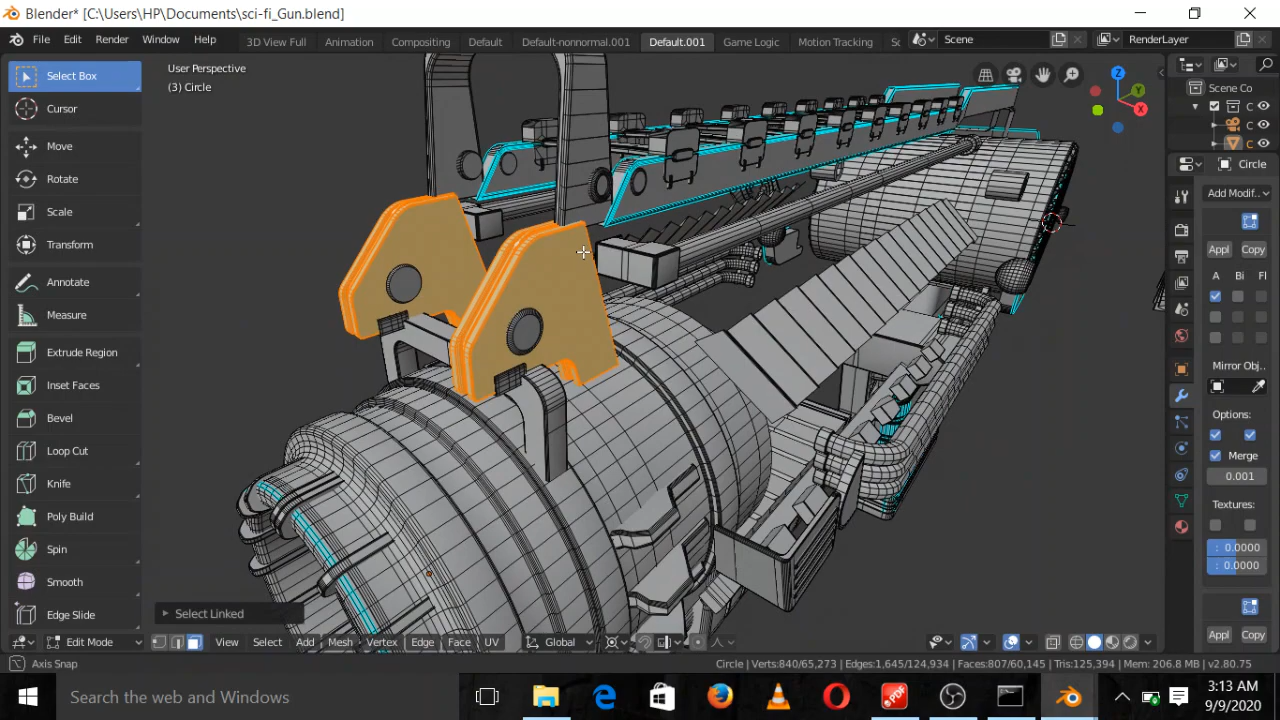 Blender* [C:\Users\HP\Documents\sci-fi_Gun.blend]
File Edit Render Window Help 3D View Full Animation Compositing Default Default-nonnormal.001 Default.001 Game Logic Motion Tracking Sc Scene RenderLayer
Select Box
Cursor
Move
Rotate
Scale
Transform
Annotate
Measure
Extrude Region
Inset Faces
Bevel
Loop Cut
Knife
Poly Build
Spin
Smooth
Edge Slide
User Perspective
(3) Circle
Z
Y
X
Select Linked
Scene Co
C
C
C
Circle
Add Modif...
Appl Copy
A Bi Fl
Mirror Obj..
Options:
Merge
0.001
Textures:
: 0.0000
: 0.0000
Appl Copy
Edit Mode View Select Add Mesh Vertex Edge Face UV Global
Axis Snap
Circle | Verts:840/65,273 | Edges:1,645/124,934 | Faces:807/60,145 | Tris:125,394 | Mem: 206.8 MB | v2.80.75
Search the web and Windows
PDF
3:13 AM
9/9/2020